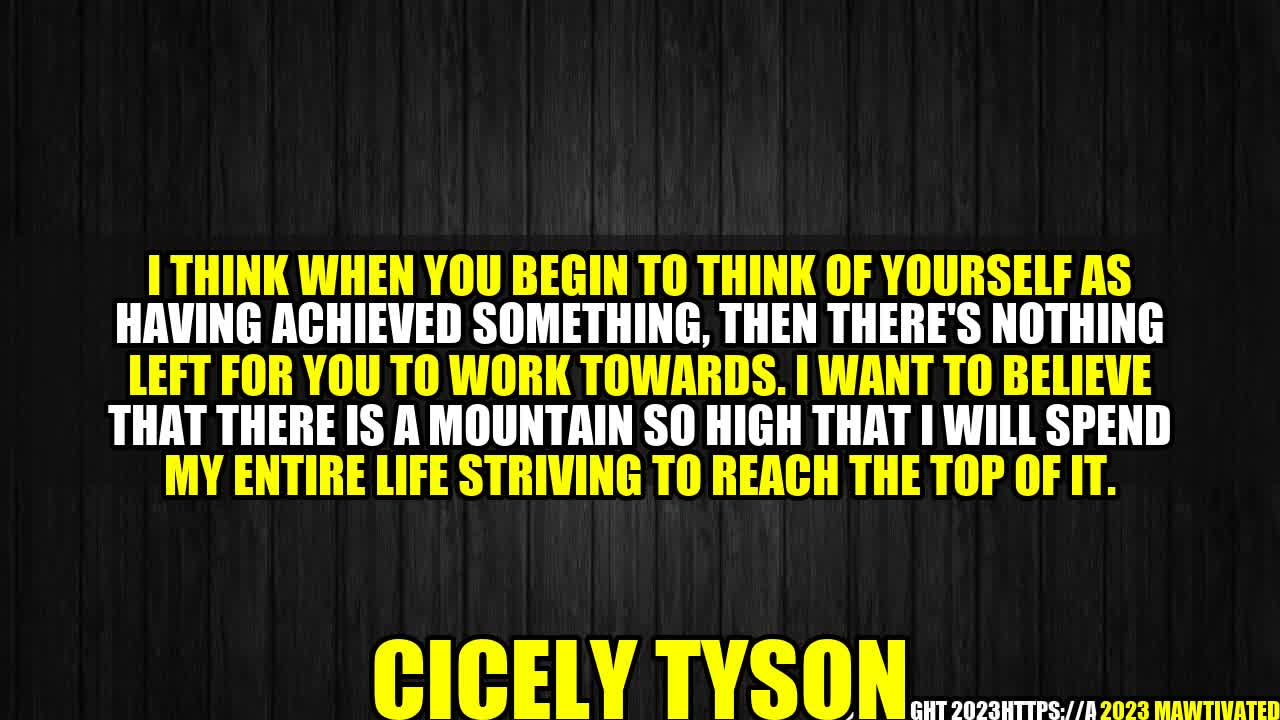 I THINK WHEN YOU BEGIN TO THINK OF YOURSELF AS
HAVING ACHIEVED SOMETHING, THEN THERE'S NOTHING
LEFT FOR YOU TO WORK TOWARDS. I WANT TO BELIEVE
THAT THERE IS A MOUNTAIN SO HIGH THAT I WILL SPEND
MY ENTIRE LIFE STRIVING TO REACH THE TOP OF IT.
CICELY TYSON
GHT 2023HTTPS://A 2023 MAWTIVATED